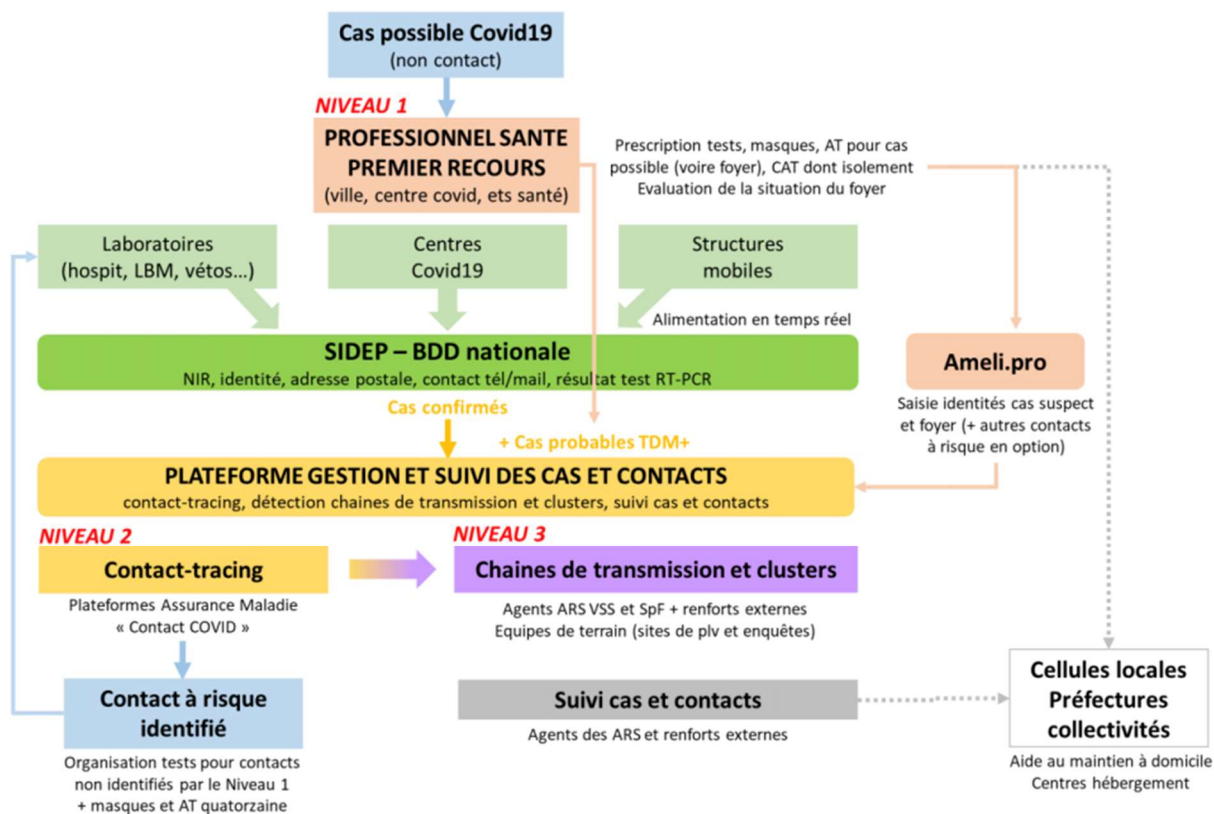 Cas possible Covid19
(non contact)
NIVEAU 1
PROFESSIONNEL SANTE
PREMIER RECOURS
(ville, centre covid, ets santé)
Prescription tests, masques, AT pour cas
possible (voire foyer), CAT dont isolement
Evaluation de la situation du foyer
Laboratoires
(hospit, LBM, vétos…)
Centres
Covid19
Structures
mobiles
Alimentation en temps réel
SIDEP – BDD nationale
NIR, identité, adresse postale, contact tél/mail, résultat test RT-PCR
Ameli.pro
Saisie identités cas suspect
et foyer (+ autres contacts
à risque en option)
Cas confirmés
+ Cas probables TDM+
PLATEFORME GESTION ET SUIVI DES CAS ET CONTACTS
contact-tracing, détection chaines de transmission et clusters, suivi cas et contacts
NIVEAU 2
Contact-tracing
Plateformes Assurance Maladie
« Contact COVID »
NIVEAU 3
Chaines de transmission et clusters
Agents ARS VSS et SpF + renforts externes
Equipes de terrain (sites de plv et enquêtes)
Contact à risque
identifié
Organisation tests pour contacts
non identifiés par le Niveau 1
+ masques et AT quatorzaine
Suivi cas et contacts
Agents des ARS et renforts externes
Cellules locales
Préfectures
collectivités
Aide au maintien à domicile
Centres hébergement